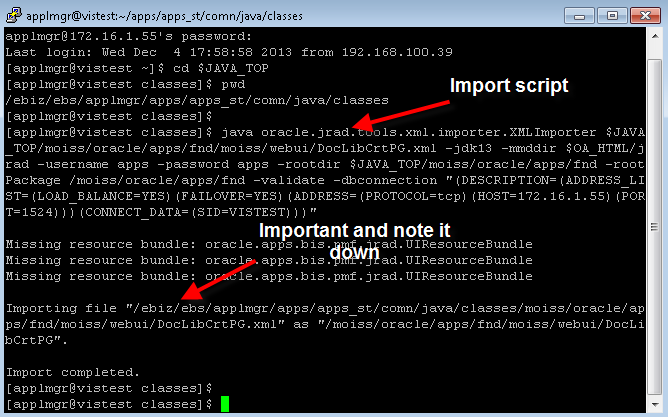 applmgr@vistest:~/apps/apps_st/comn/java/classes
applmgr@172.16.1.55's password:
Last login: Wed Dec  4 17:58:58 2013 from 192.168.100.39
[applmgr@vistest ~]$ cd $JAVA_TOP
[applmgr@vistest classes]$ pwd
/ebiz/ebs/applmgr/apps/apps_st/comn/java/classes
[applmgr@vistest classes]$
[applmgr@vistest classes]$ java oracle.jrad.tools.xml.importer.XMLImporter $JAVA
_TOP/moiss/oracle/apps/fnd/moiss/webui/DocLibCrtPG.xml -jdk13 -mmddir $OA_HTML/j
rad -username apps -password apps -rootdir $JAVA_TOP/moiss/oracle/apps/fnd -root
Package /moiss/oracle/apps/fnd -validate -dbconnection "(DESCRIPTION=(ADDRESS_LI
ST=(LOAD_BALANCE=YES)(FAILOVER=YES)(ADDRESS=(PROTOCOL=tcp)(HOST=172.16.1.55)(POR
T=1524)))(CONNECT_DATA=(SID=VISTEST)))"
Import script
Important and note it
down
Missing resource bundle: oracle.apps.bis.pmf.jrad.UIResourceBundle
Missing resource bundle: oracle.apps.bis.pmf.jrad.UIResourceBundle
Missing resource bundle: oracle.apps.bis.pmf.jrad.UIResourceBundle
Importing file "/ebiz/ebs/applmgr/apps/apps_st/comn/java/classes/moiss/oracle/ap
ps/fnd/moiss/webui/DocLibCrtPG.xml" as "/moiss/oracle/apps/fnd/moiss/webui/DocLi
bCrtPG".
Import completed.
[applmgr@vistest classes]$
[applmgr@vistest classes]$